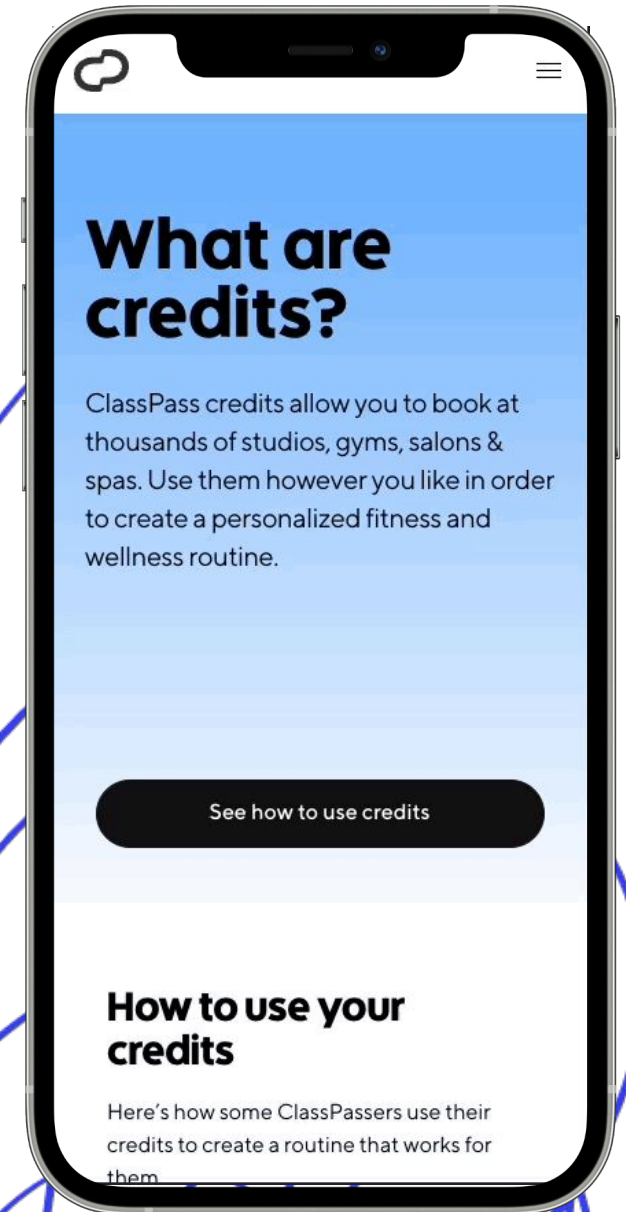 What are
credits?
ClassPass credits allow you to book at
thousands of studios, gyms, salons &
spas. Use them however you like in order
to create a personalized fitness and
wellness routine.
See how to use credits
How to use your
credits
Here's how some ClassPassers use their
credits to create a routine that works for
them